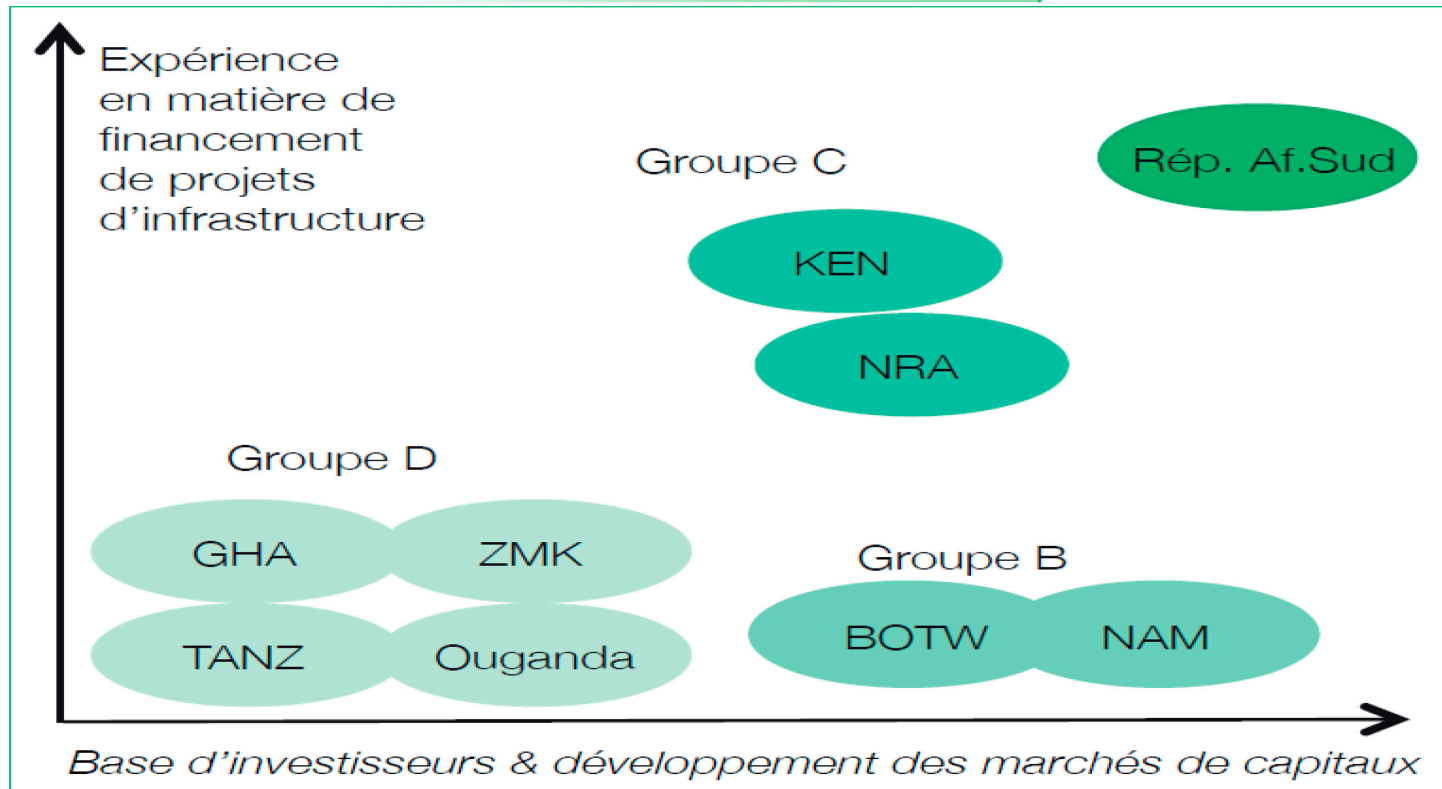 Expérience
en matière de
financement
de projets
d’infrastructure
Groupe C
Rép. Af.Sud
KEN
NRA
Groupe D
GHA
ZMK
Groupe B
TANZ
Ouganda
BOTW
NAM
Base d’investisseurs & développement des marchés de capitaux